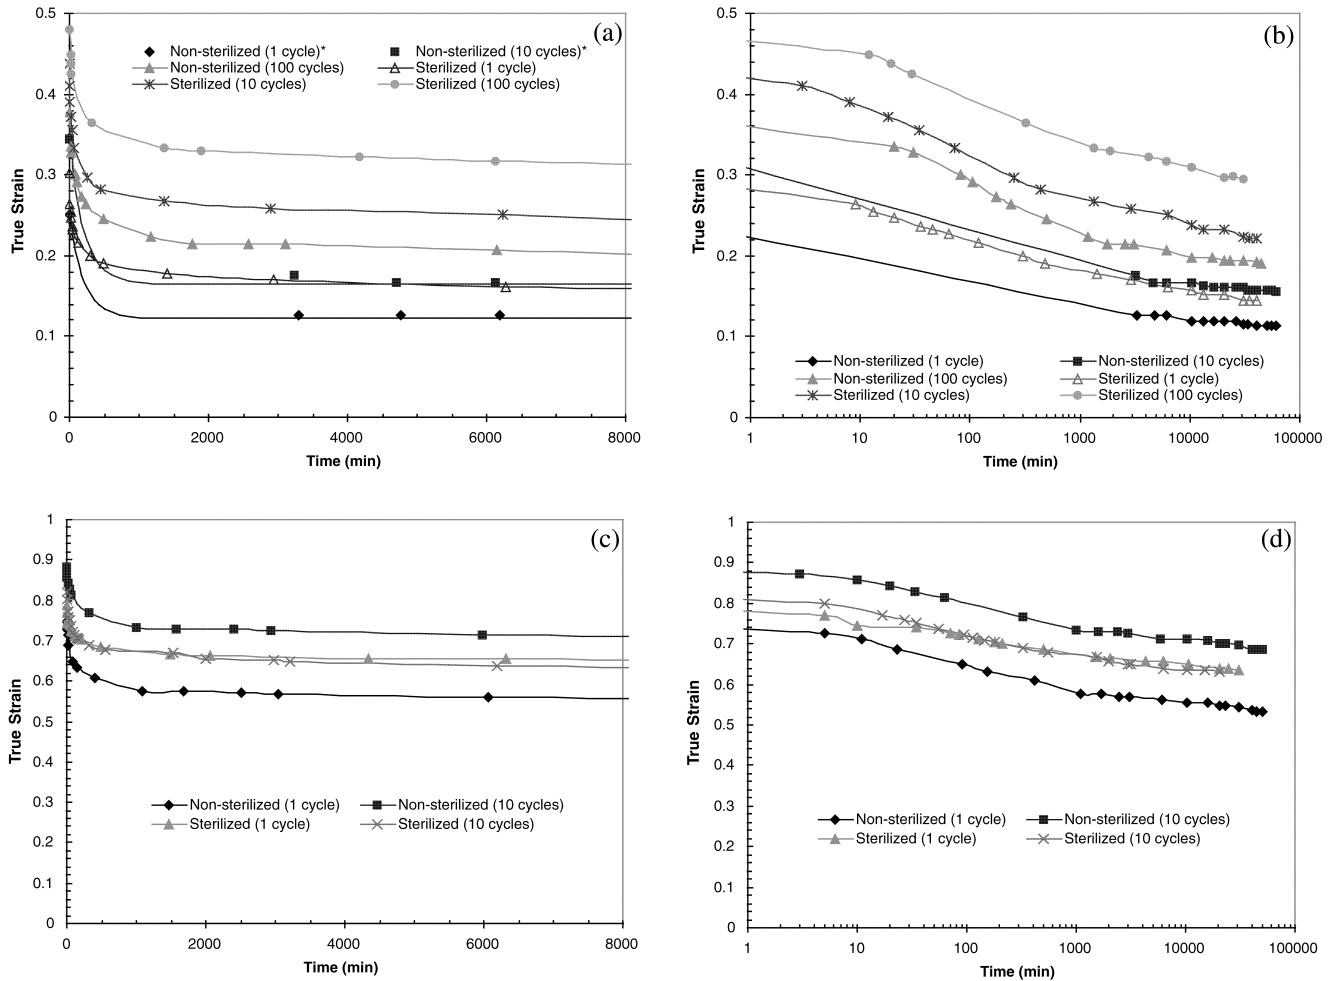 (a)
0.5
0.4
0.3
0.2
0.1
0
True Strain
Non-sterilized (1 cycle)* Non-sterilized (10 cycles)*
Non-sterilized (100 cycles) Sterilized (1 cycle)
Sterilized (10 cycles) Sterilized (100 cycles)
0 2000 4000 6000 8000
Time (min)
(b)
0.5
0.4
0.3
0.2
0.1
0
True Strain
Non-sterilized (1 cycle) Non-sterilized (10 cycles)
Non-sterilized (100 cycles) Sterilized (1 cycle)
Sterilized (10 cycles) Sterilized (100 cycles)
1 10 100 1000 10000 100000
Time (min)
(c)
1
0.9
0.8
0.7
0.6
0.5
0.4
0.3
0.2
0.1
0
True Strain
Non-sterilized (1 cycle) Non-sterilized (10 cycles)
Sterilized (1 cycle) Sterilized (10 cycles)
0 2000 4000 6000 8000
Time (min)
(d)
1
0.9
0.8
0.7
0.6
0.5
0.4
0.3
0.2
0.1
0
True Strain
Non-sterilized (1 cycle) Non-sterilized (10 cycles)
Sterilized (1 cycle) Sterilized (10 cycles)
1 10 100 1000 10000 100000
Time (min)